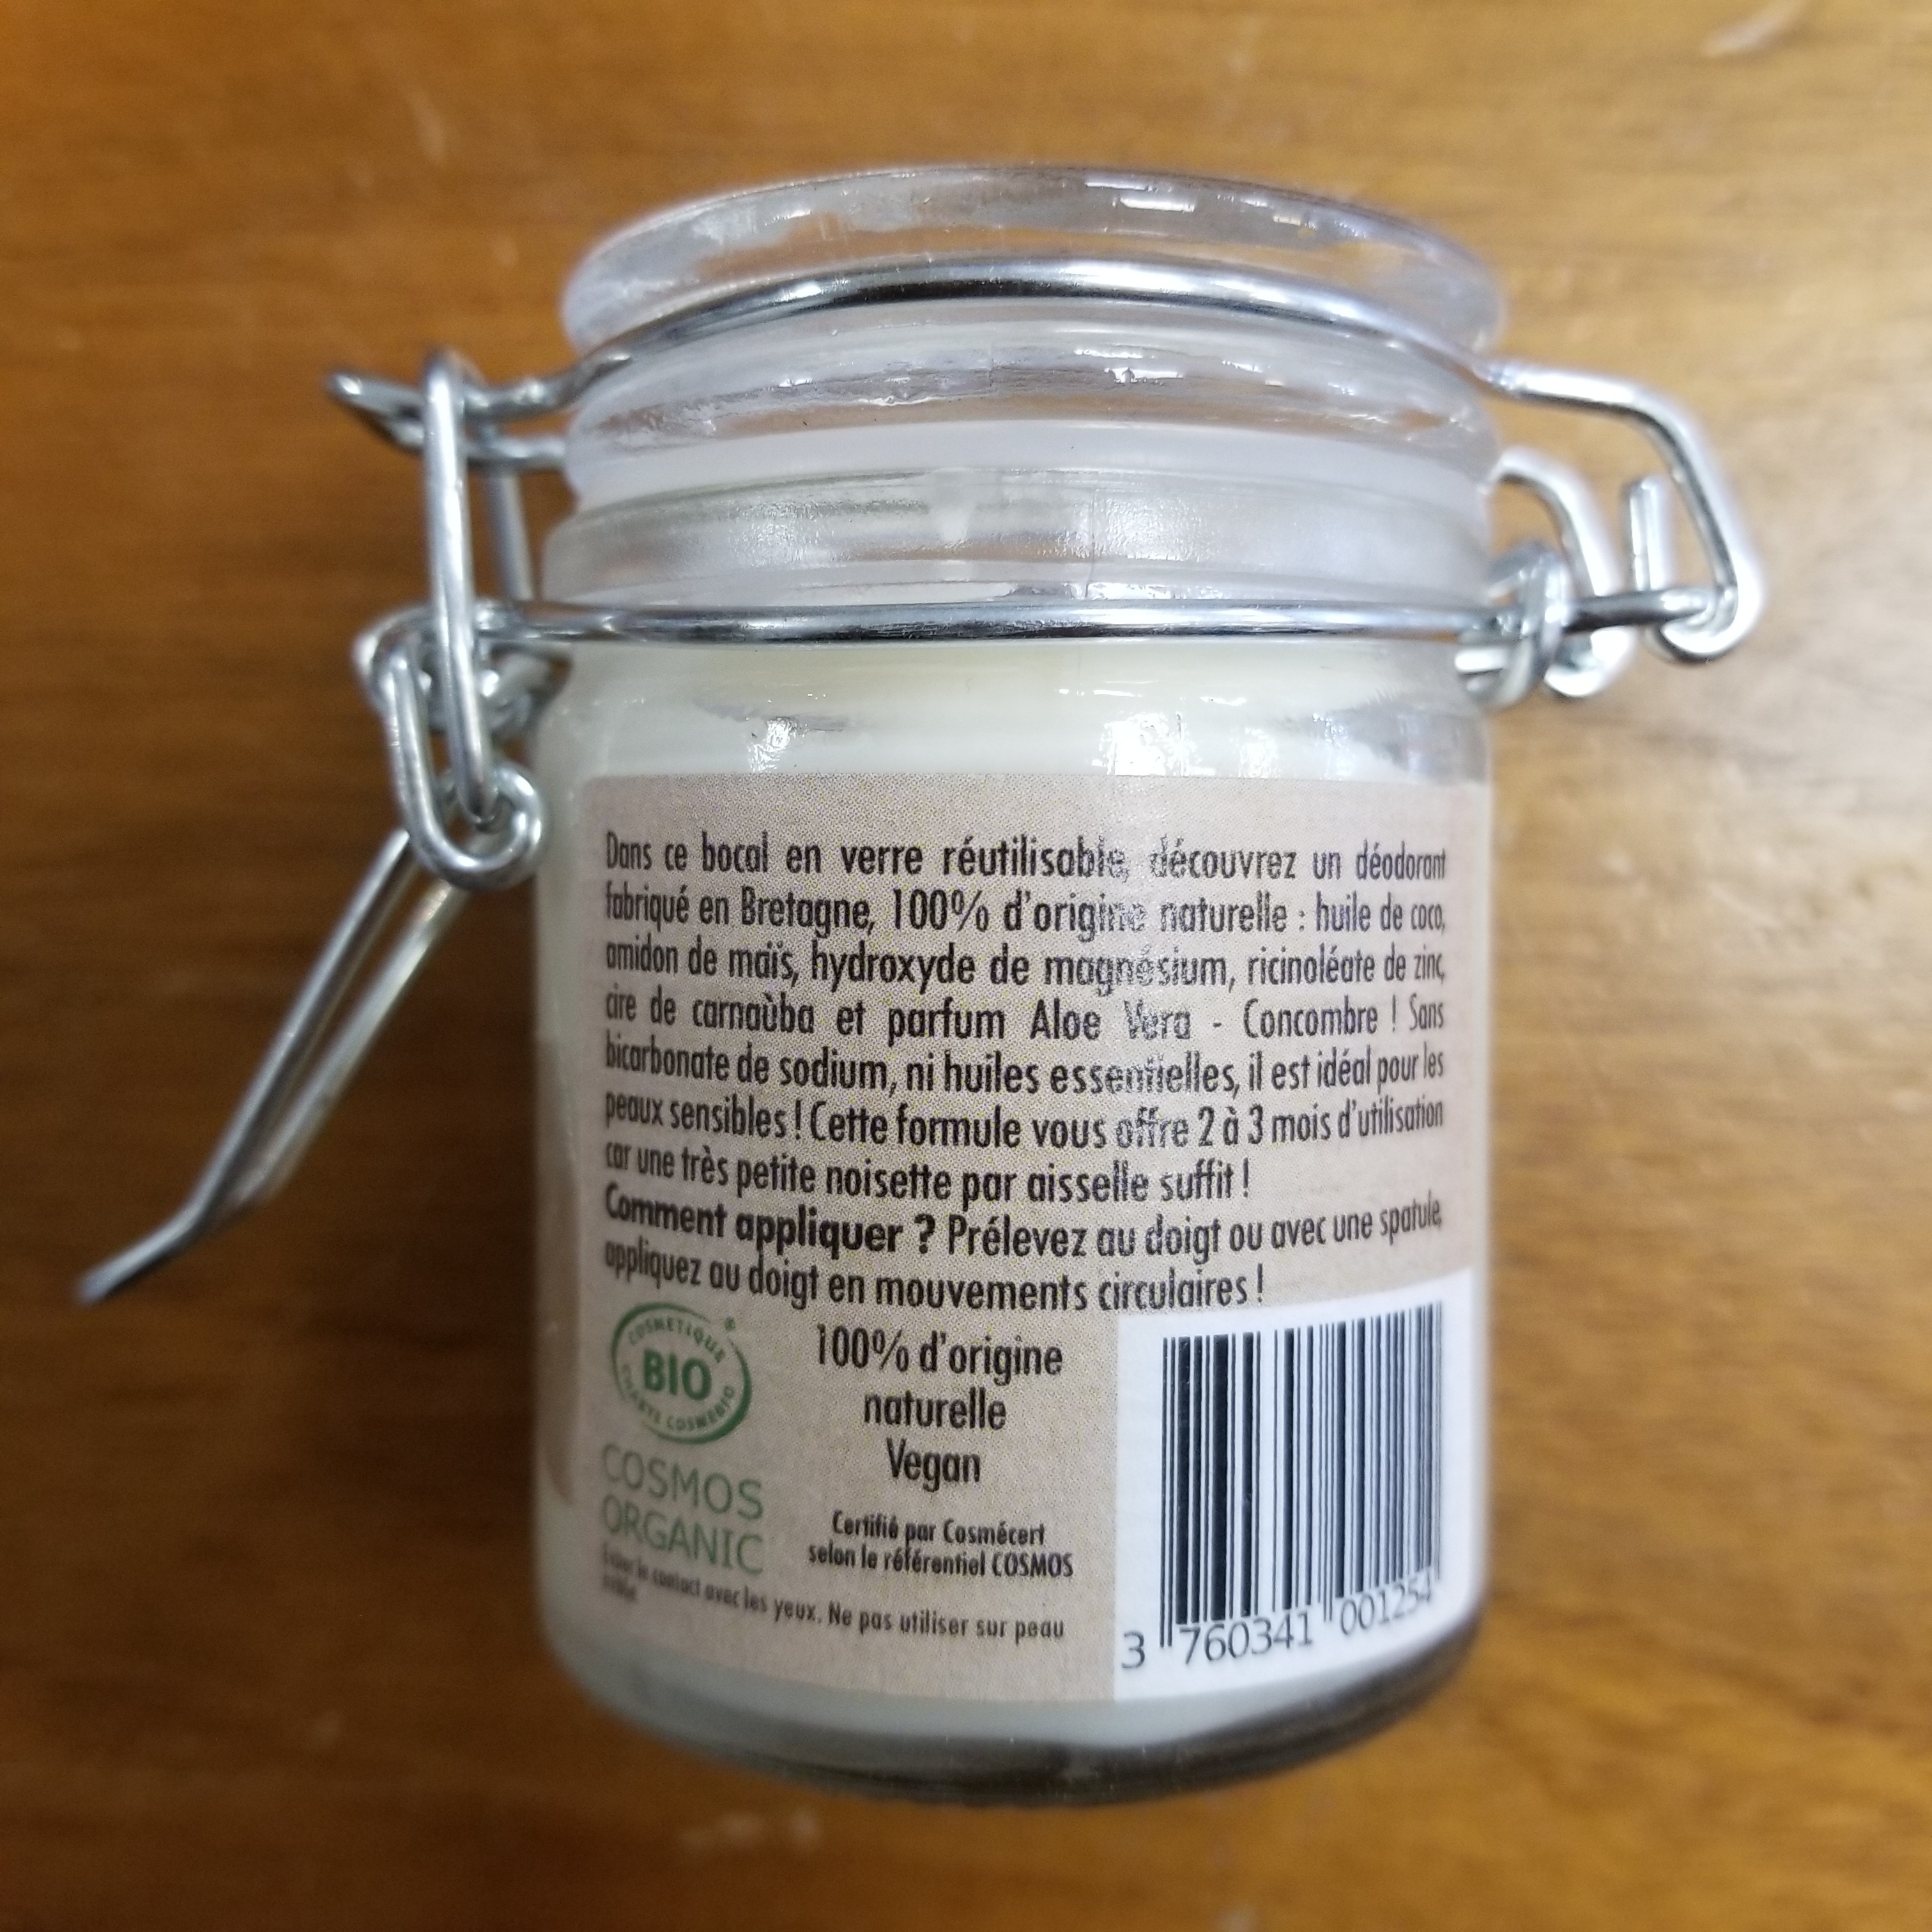 Dans ce bocal en verre réutilisable, découvrez un déodorant
fabriqué en Bretagne, 100% d'origine naturelle : huile de coco,
amidon de maïs, hydroxyde de magnésium, ricinoléate de zinc,
cire de carnaùba et parfum Aloe Vera - Concombre ! Sans
bicarbonate de sodium, ni huiles essentielles, il est idéal pour les
peaux sensibles ! Cette formule vous offre 2 à 3 mois d'utilisation
car une très petite noisette par aisselle suffit !
Comment appliquer ? Prélevez au doigt ou avec une spatule,
appliquez au doigt en mouvements circulaires !
COSMETIQUE ®
BIO
CHARTE COSMEBIO
COSMOS
ORGANIC
100% d'origine
naturelle
Vegan
Certifié par Cosmécert
selon le référentiel COSMOS
le contact avec les yeux. Ne pas utiliser sur peau
3 760341 001254